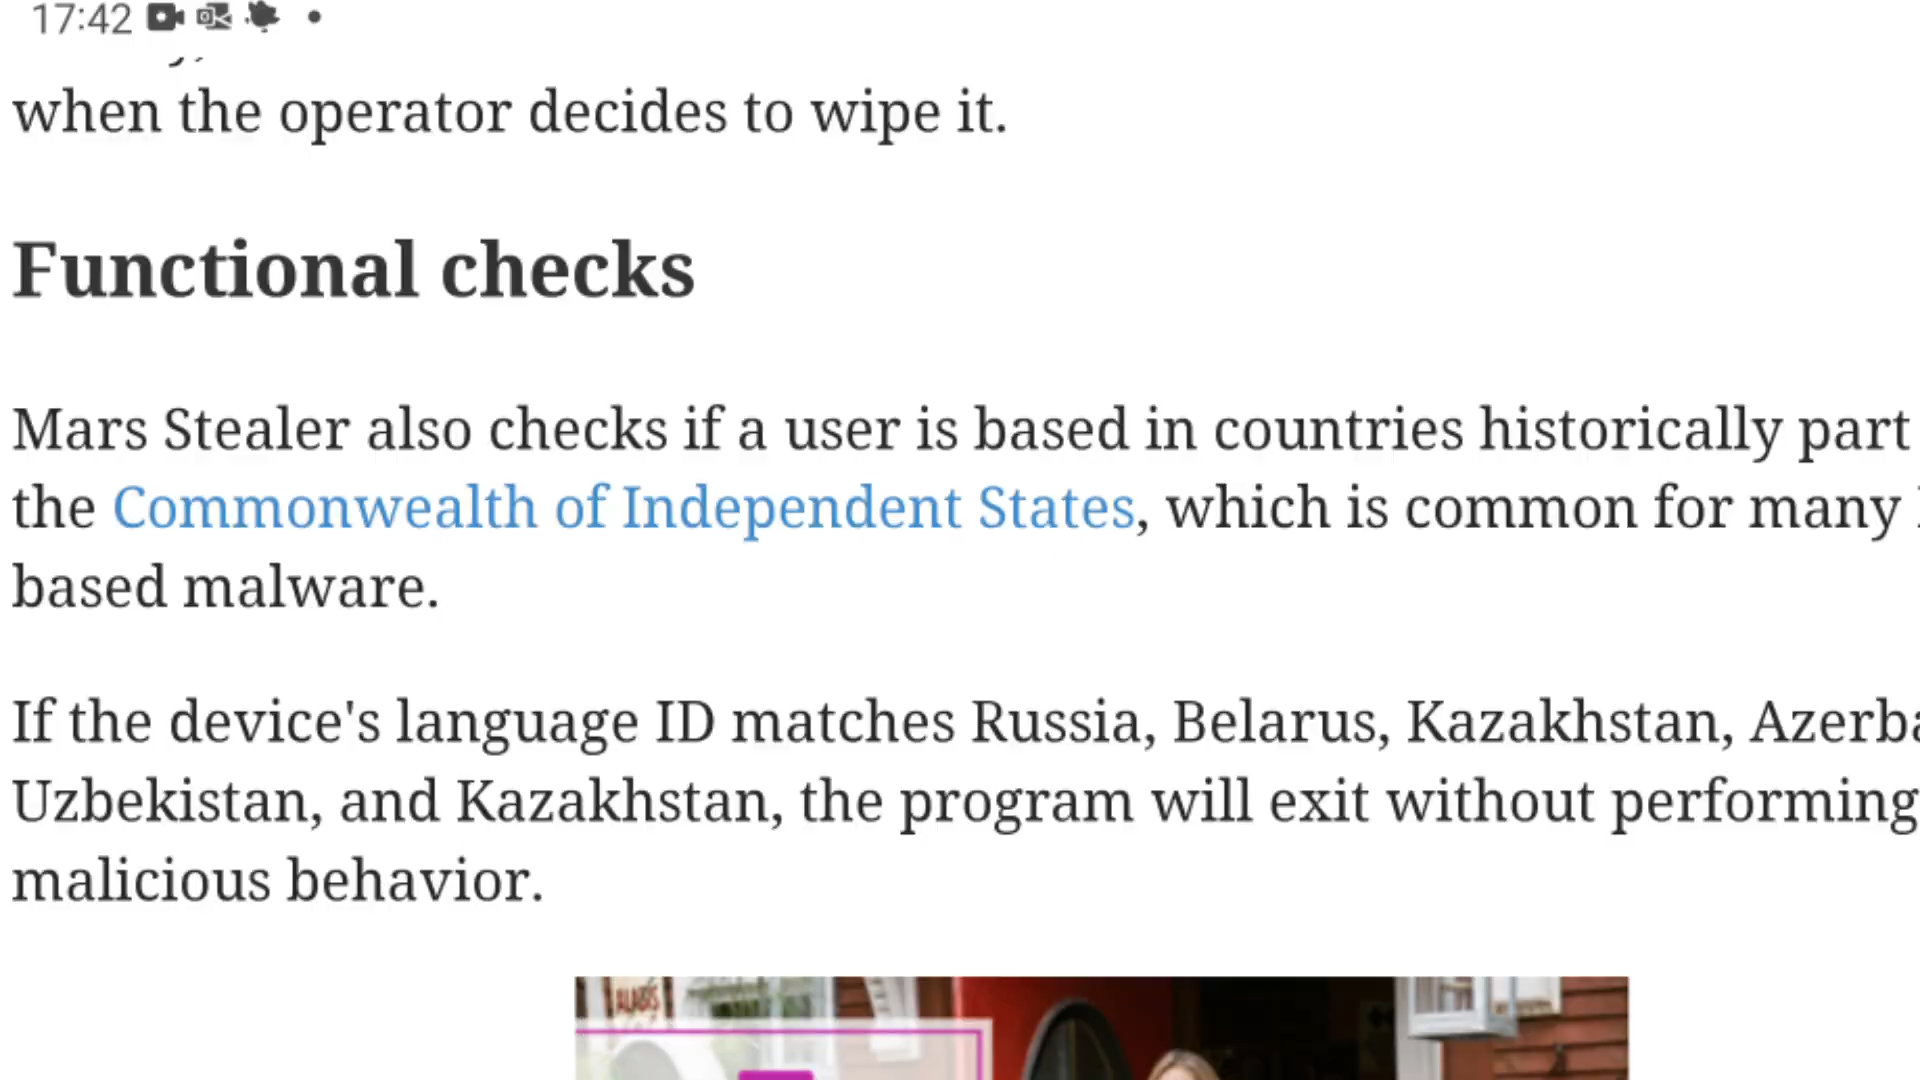 17:42
when the operator decides to wipe it.
Functional checks
Mars Stealer also checks if a user is based in countries historically part
the Commonwealth of Independent States, which is common for many
based malware.
If the device's language ID matches Russia, Belarus, Kazakhstan, Azerba
Uzbekistan, and Kazakhstan, the program will exit without performing
malicious behavior.